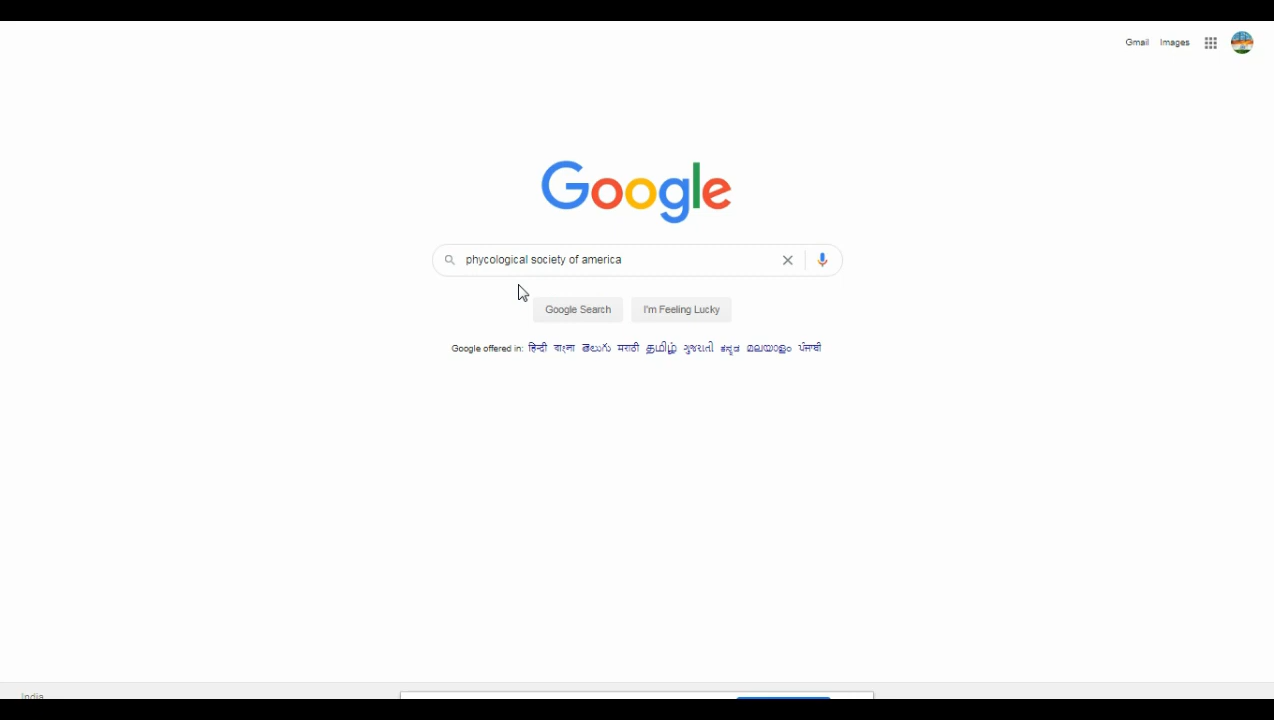 Gmail Images
Google
phycological society of america
Google Search I'm Feeling Lucky
Google offered in: हिन्दी বাংলা తెలుగు मराठी தமிழ் ગુજરાતી ಕನ್ನಡ മലയാളം ਪੰਜਾਬੀ
India